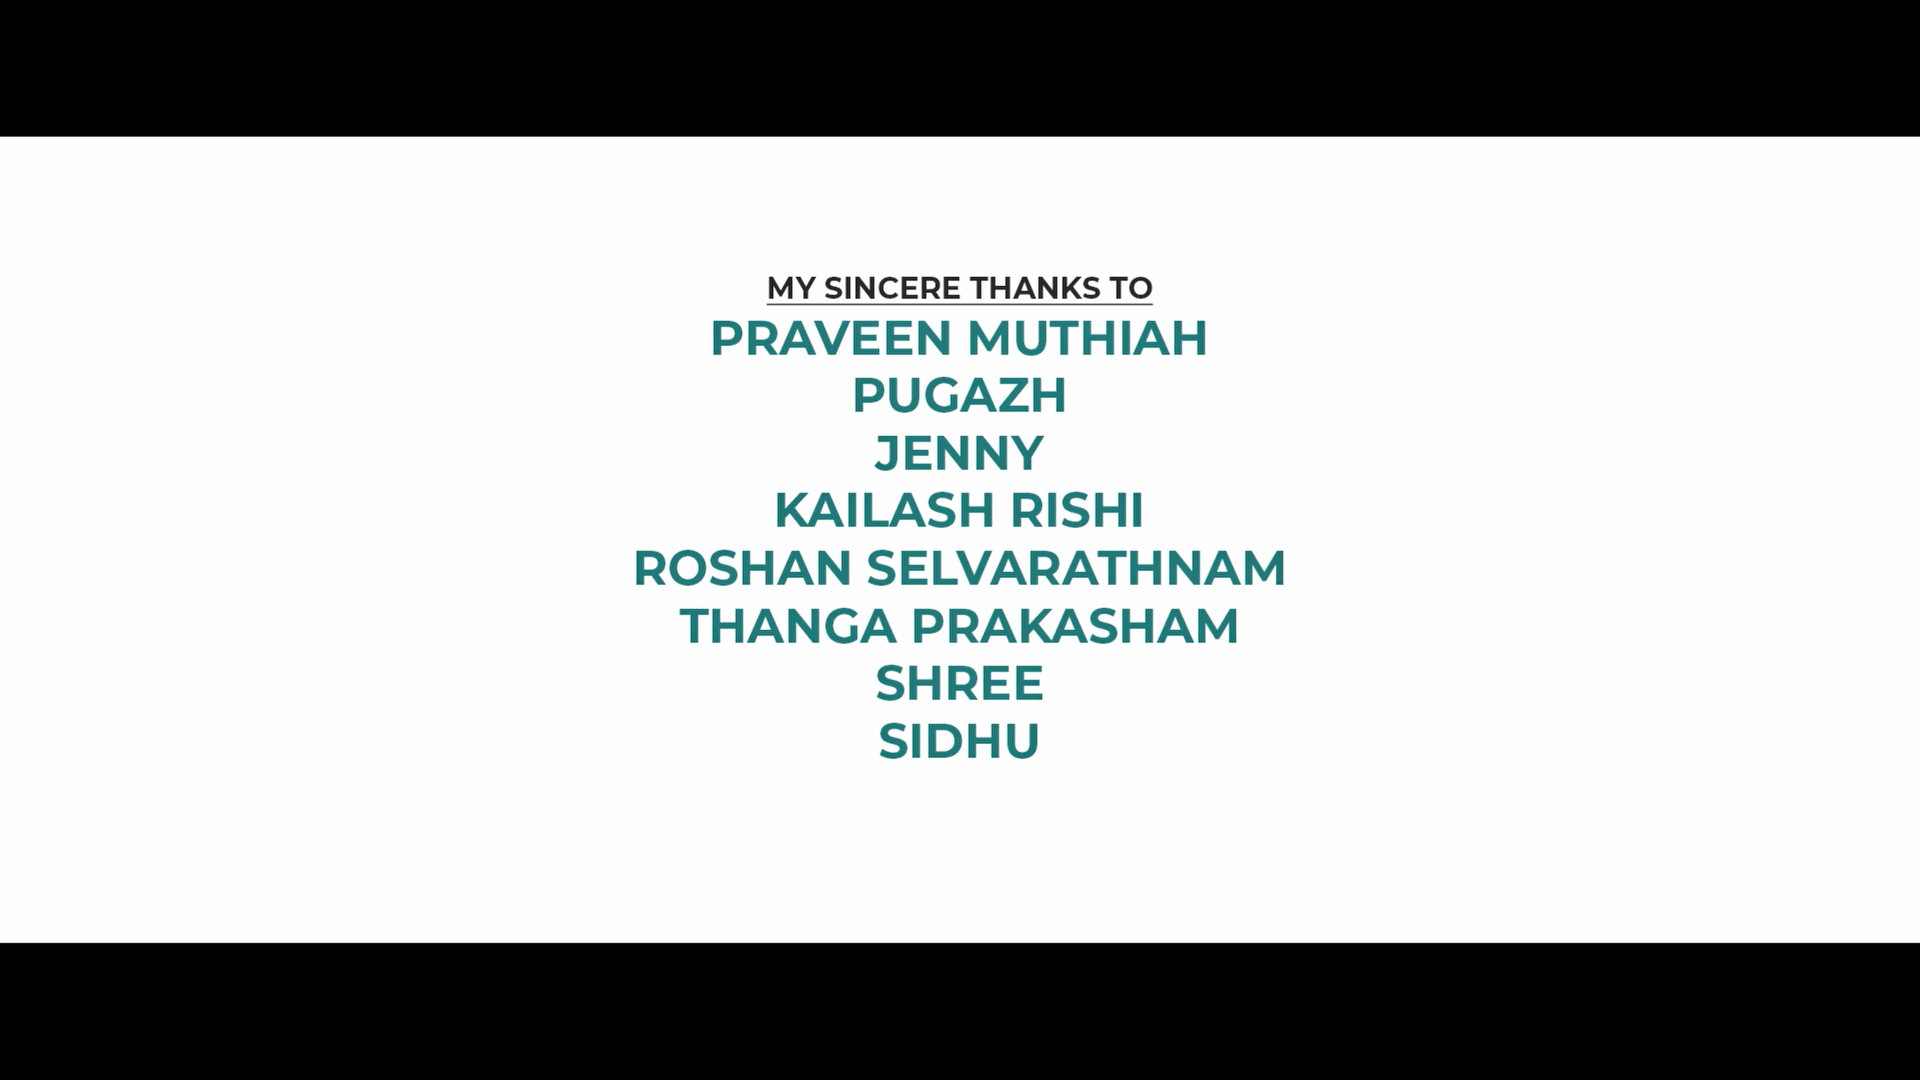 MY SINCERE THANKS TO
PRAVEEN MUTHIAH
PUGAZH
JENNY
KAILASH RISHI
ROSHAN SELVARATHNAM
THANGA PRAKASHAM
SHREE
SIDHU